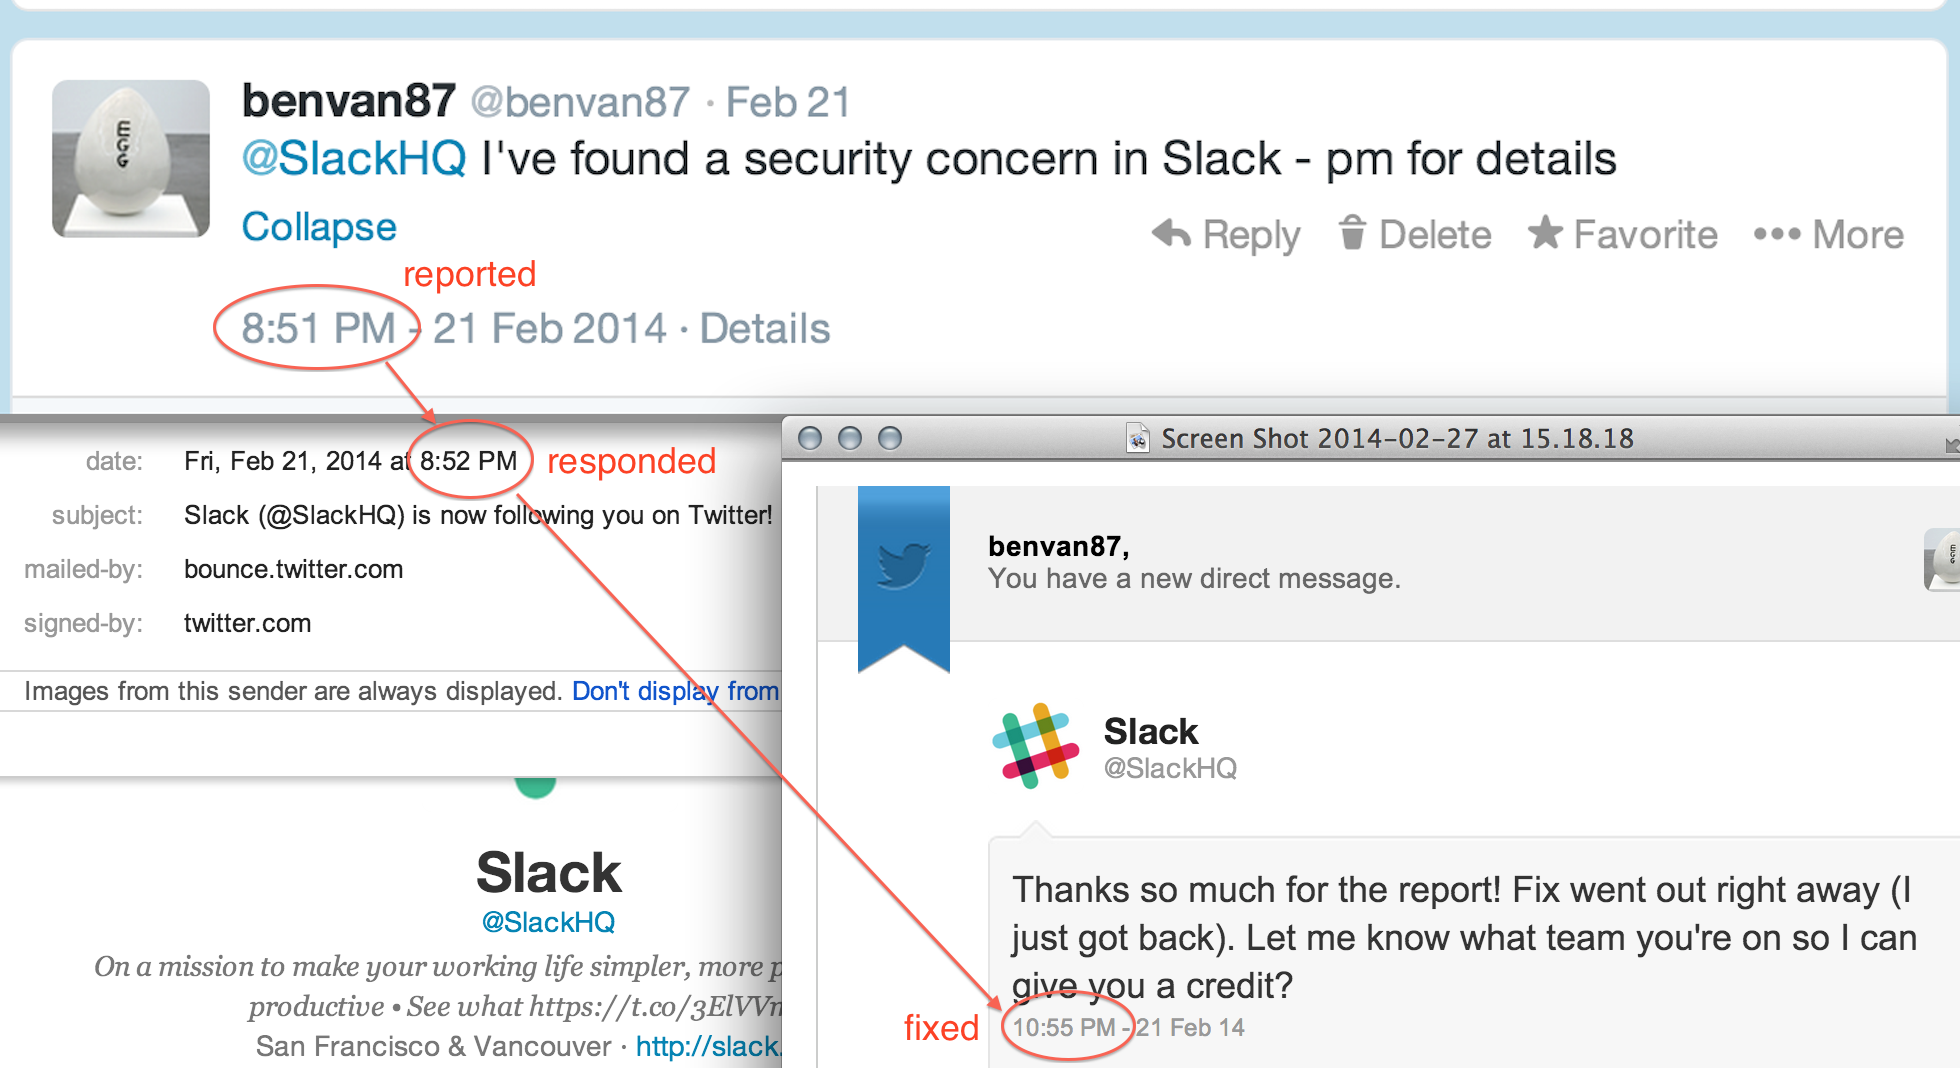 benvan87 @benvan87 · Feb 21
@SlackHQ I've found a security concern in Slack - pm for details
Collapse
Reply Delete Favorite More
reported
8:51 PM - 21 Feb 2014 · Details
date: Fri, Feb 21, 2014 at 8:52 PM
responded
subject: Slack (@SlackHQ) is now following you on Twitter!
mailed-by: bounce.twitter.com
signed-by: twitter.com
Images from this sender are always displayed. Don't display from
Slack
@SlackHQ
On a mission to make your working life simpler, more p
productive • See what https://t.co/3ElVVn
San Francisco & Vancouver · http://slack.
Screen Shot 2014-02-27 at 15.18.18
benvan87,
You have a new direct message.
Slack
@SlackHQ
Thanks so much for the report! Fix went out right away (I
just got back). Let me know what team you're on so I can
give you a credit?
fixed
10:55 PM - 21 Feb 14
EGG